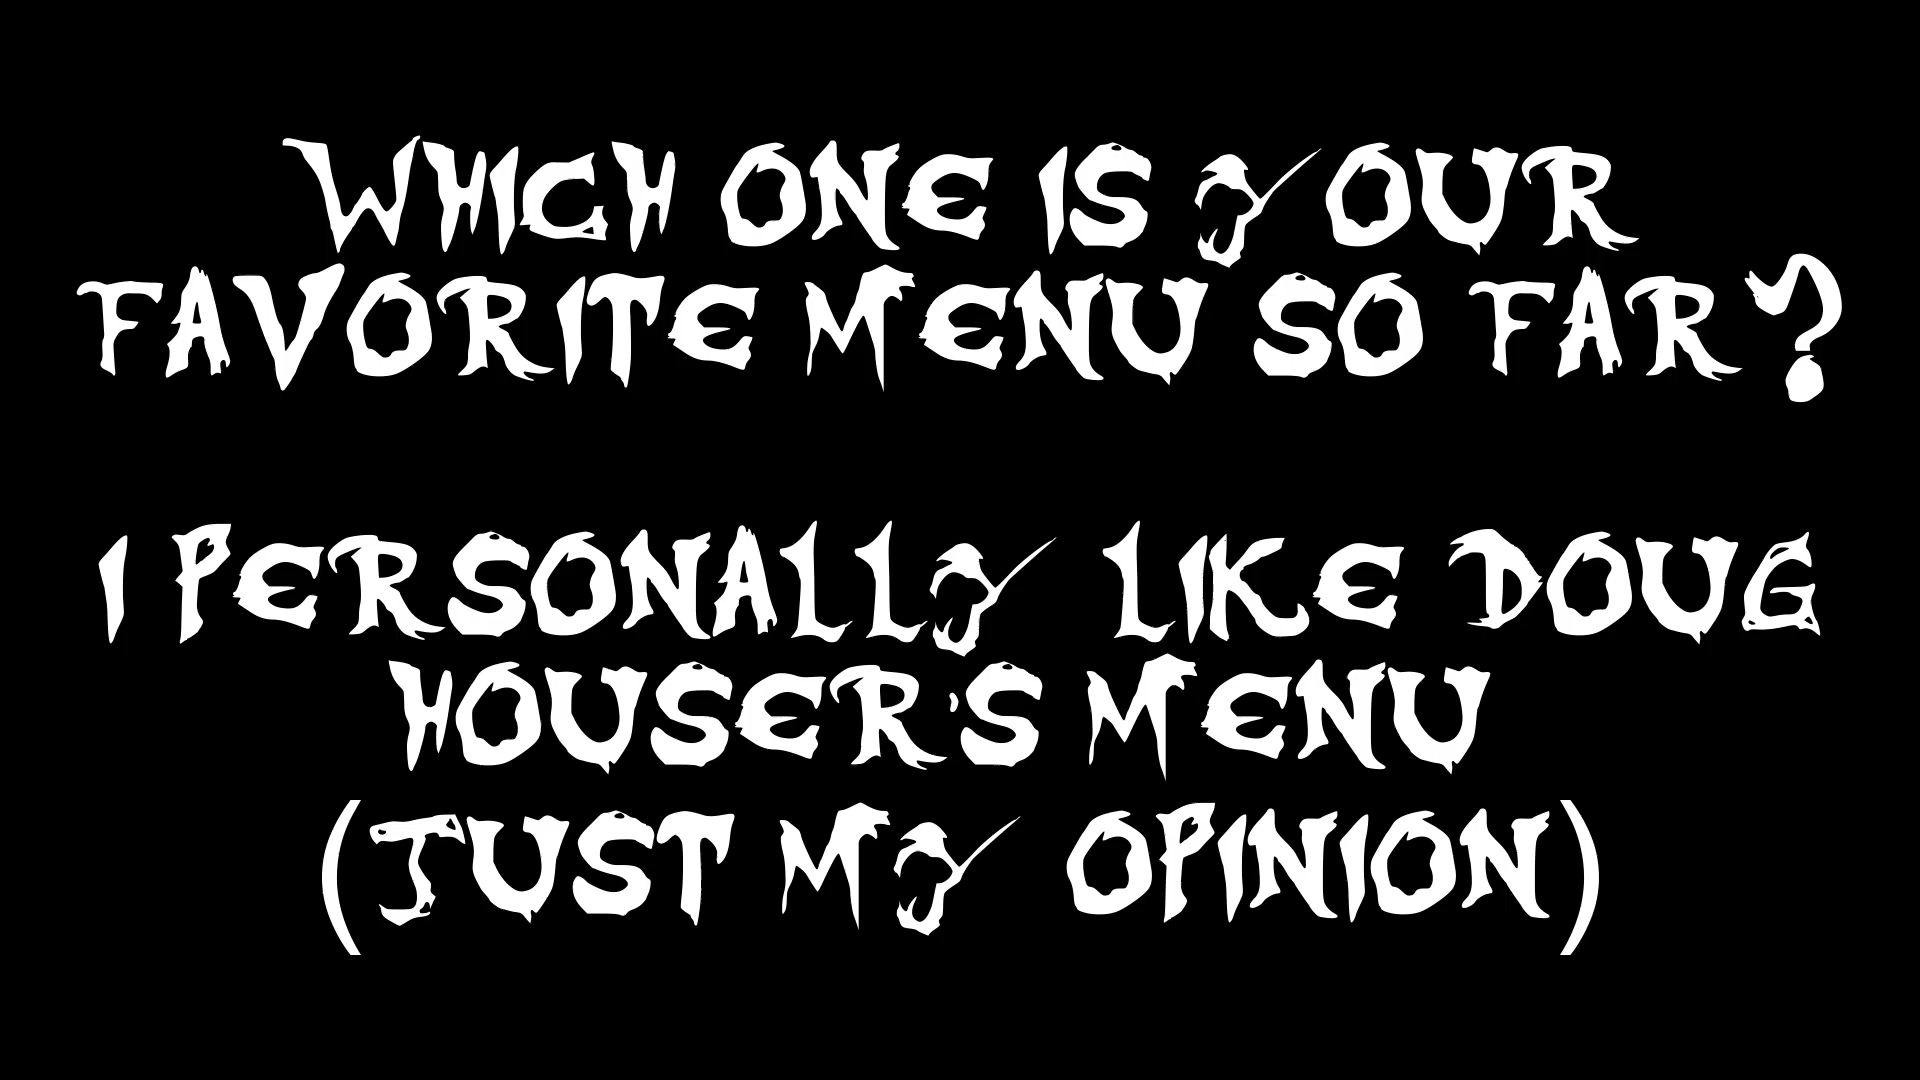 WHICH ONE IS YOUR
FAVORITE MENU SO FAR?
I PERSONALLY LIKE DOUG
HOUSER'S MENU
(JUST MY OPINION)